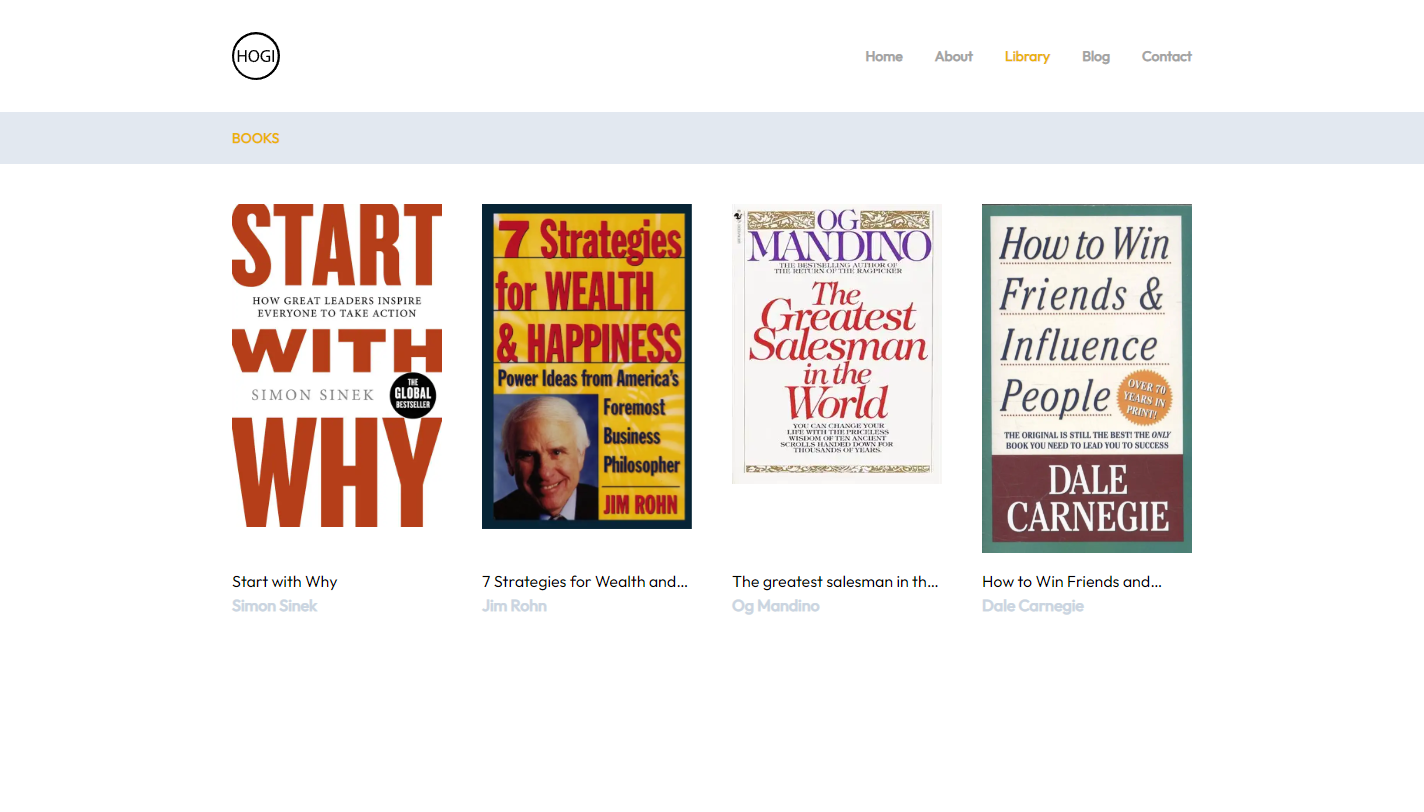 HOGI
Home About Library Blog Contact
BOOKS
START
HOW GREAT LEADERS INSPIRE
EVERYONE TO TAKE ACTION
WITH
SIMON SINEK
THE
GLOBAL
BESTSELLER
WHY
7 Strategies
for WEALTH
& HAPPINESS
Power Ideas from America's
Foremost
Business
Philosopher
JIM ROHN
OG
MANDINO
THE BESTSELLING AUTHOR OF
THE RETURN OF THE RAGPICKER
The
Greatest
Salesman
in the
World
YOU CAN CHANGE YOUR
LIFE WITH THE PRICELESS
WISDOM OF TEN ANCIENT
SCROLLS HANDED DOWN FOR
THOUSANDS OF YEARS.
How to Win
Friends &
Influence
People
OVER 70
YEARS IN
PRINT!
THE ORIGINAL IS STILL THE BEST! THE ONLY
BOOK YOU NEED TO LEAD YOU TO SUCCESS
DALE
CARNEGIE
Start with Why
Simon Sinek
7 Strategies for Wealth and...
Jim Rohn
The greatest salesman in th...
Og Mandino
How to Win Friends and...
Dale Carnegie